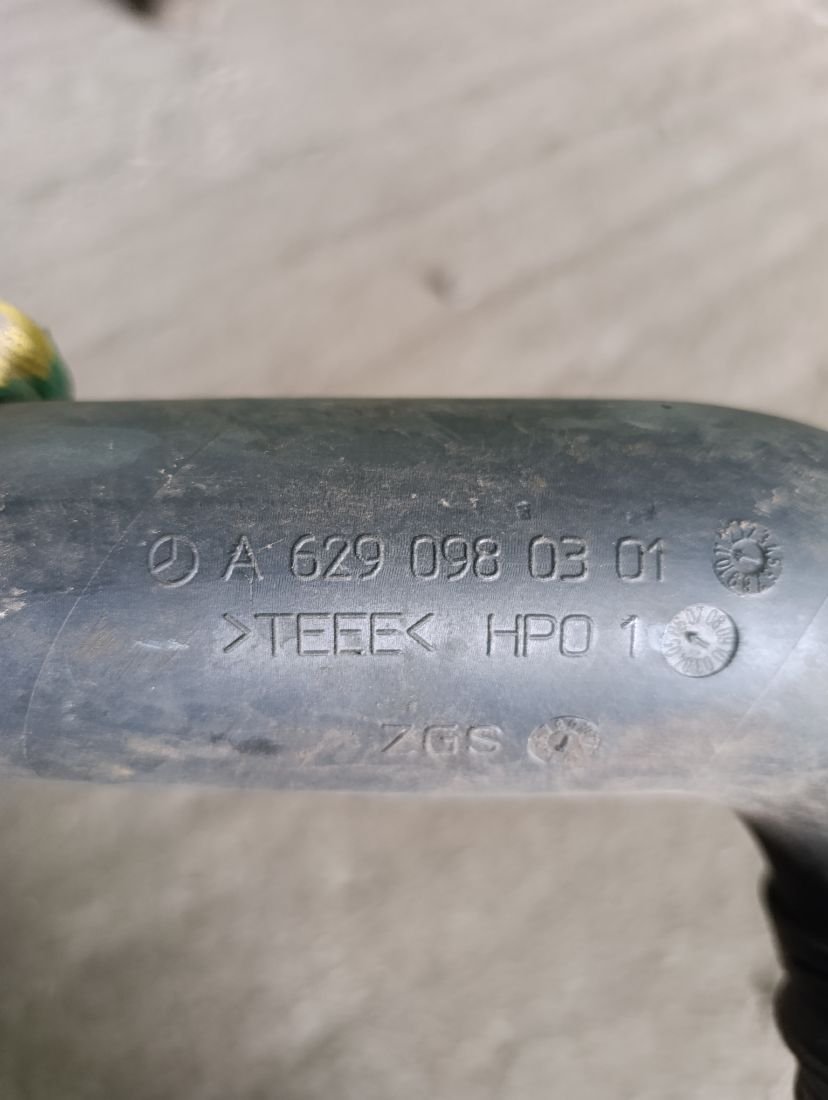 A 629 098 03 01
>TEEE< HPO 1
ZGS